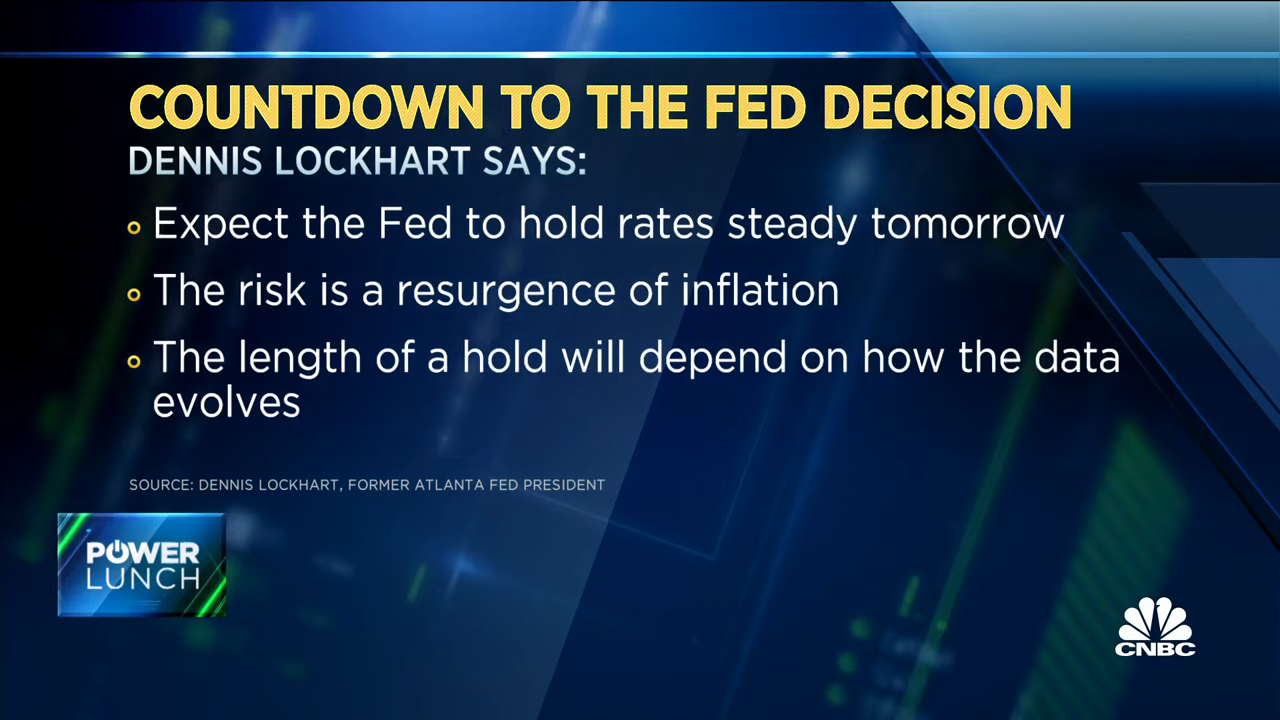 COUNTDOWN TO THE FED DECISION
DENNIS LOCKHART SAYS:
Expect the Fed to hold rates steady tomorrow
The risk is a resurgence of inflation
The length of a hold will depend on how the data
evolves
SOURCE: DENNIS LOCKHART, FORMER ATLANTA FED PRESIDENT
POWER
LUNCH
CNBC